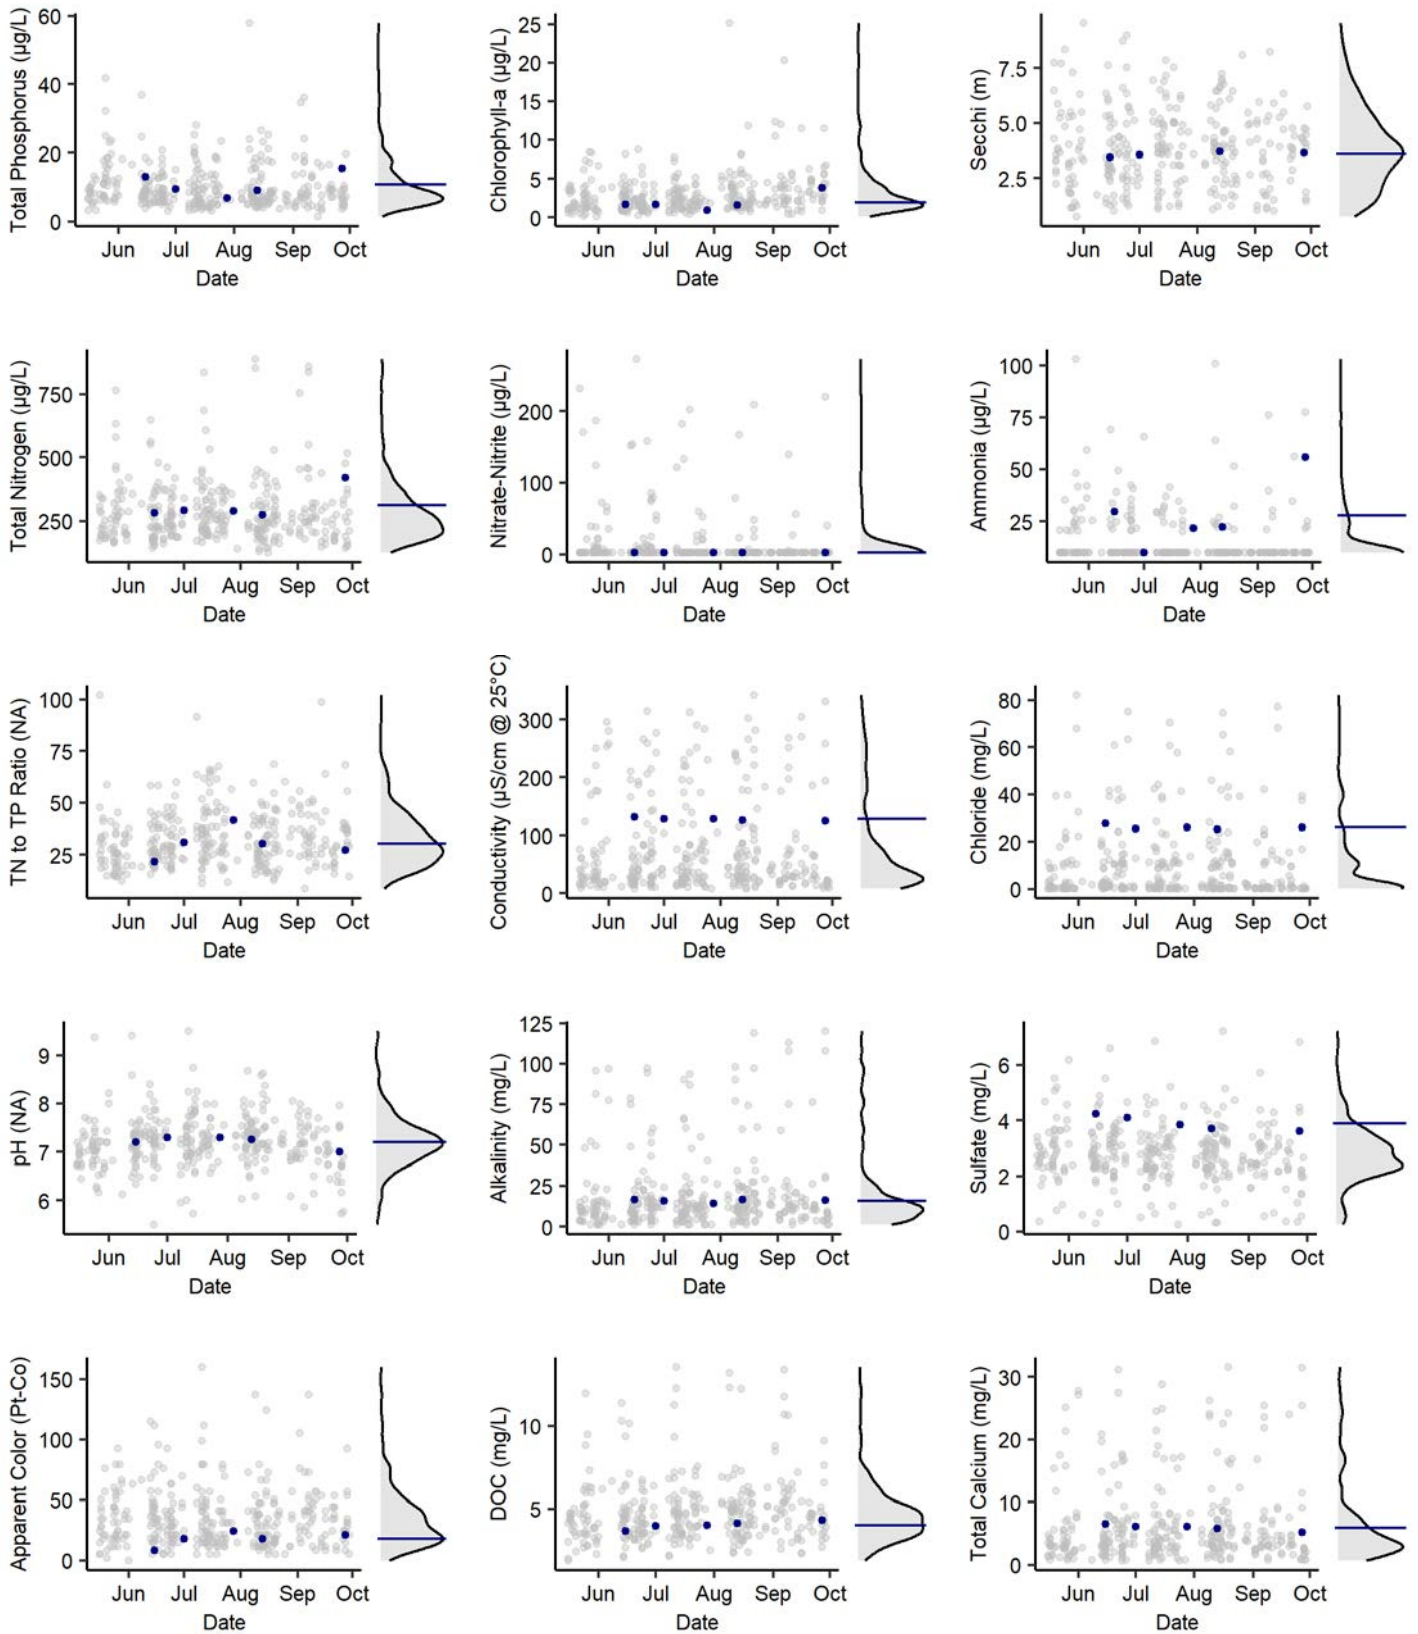 Total Phosphorus (µg/L)
60
40
20
0
Jun Jul Aug Sep Oct
Date
Chlorophyll-a (µg/L)
25
20
15
10
5
0
Jun Jul Aug Sep Oct
Date
Secchi (m)
7.5
5.0
2.5
Jun Jul Aug Sep Oct
Date
Total Nitrogen (µg/L)
750
500
250
Jun Jul Aug Sep Oct
Date
Nitrate-Nitrite (µg/L)
200
100
0
Jun Jul Aug Sep Oct
Date
Ammonia (µg/L)
100
75
50
25
Jun Jul Aug Sep Oct
Date
TN to TP Ratio (NA)
100
75
50
25
Jun Jul Aug Sep Oct
Date
Conductivity (µS/cm @ 25°C)
300
200
100
0
Jun Jul Aug Sep Oct
Date
Chloride (mg/L)
80
60
40
20
0
Jun Jul Aug Sep Oct
Date
pH (NA)
9
8
7
6
Jun Jul Aug Sep Oct
Date
Alkalinity (mg/L)
125
100
75
50
25
0
Jun Jul Aug Sep Oct
Date
Sulfate (mg/L)
6
4
2
0
Jun Jul Aug Sep Oct
Date
Apparent Color (Pt-Co)
150
100
50
0
Jun Jul Aug Sep Oct
Date
DOC (mg/L)
10
5
Jun Jul Aug Sep Oct
Date
Total Calcium (mg/L)
30
20
10
0
Jun Jul Aug Sep Oct
Date